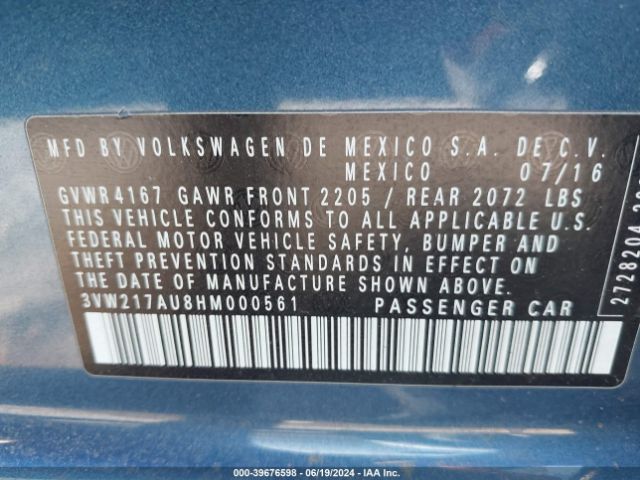 MFD BY VOLKSWAGEN DE MEXICO S.A. DE C.V.
MEXICO 07/16
GVWR 4167 GAWR FRONT 2205 / REAR 2072 LBS
THIS VEHICLE CONFORMS TO ALL APPLICABLE U.S.
FEDERAL MOTOR VEHICLE SAFETY, BUMPER AND
THEFT PREVENTION STANDARDS IN EFFECT ON
THE DATE OF MANUFACTURE SHOWN ABOVE.
3VW217AU8HM000561 PASSENGER CAR
2728204
000-39676598 - 06/19/2024 - IAA Inc.